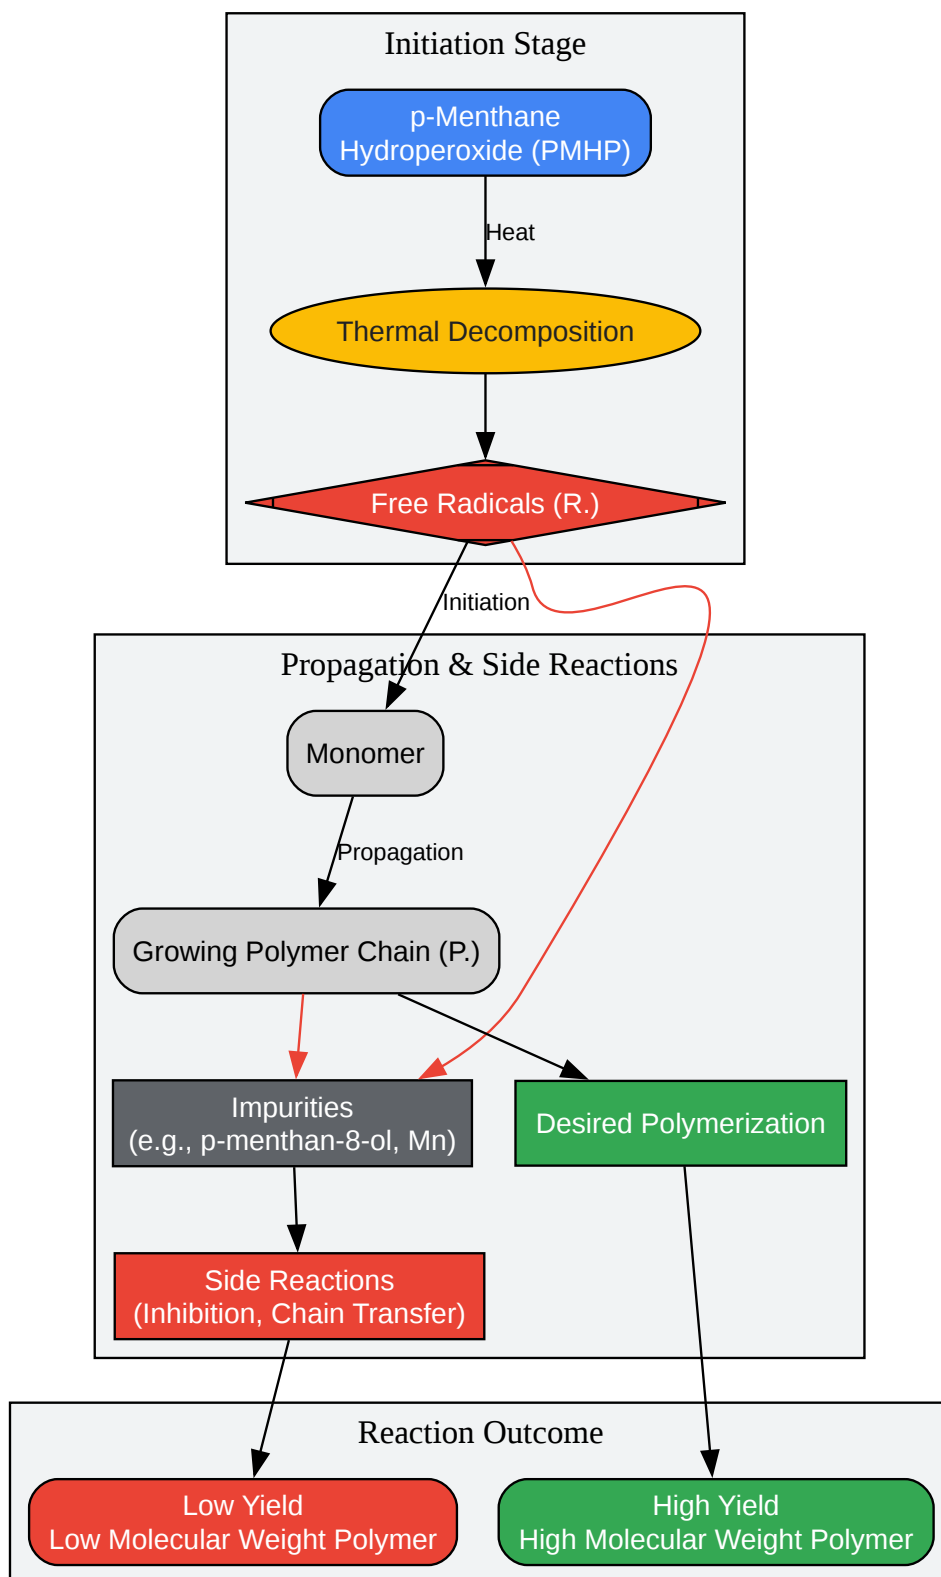 Initiation Stage
p-Menthane
Hydroperoxide (PMHP)
Heat
Thermal Decomposition
Free Radicals (R.)
Initiation
Propagation & Side Reactions
Monomer
Propagation
Growing Polymer Chain (P.)
Impurities
(e.g., p-menthan-8-ol, Mn)
Desired Polymerization
Side Reactions
(Inhibition, Chain Transfer)
Reaction Outcome
Low Yield
Low Molecular Weight Polymer
High Yield
High Molecular Weight Polymer